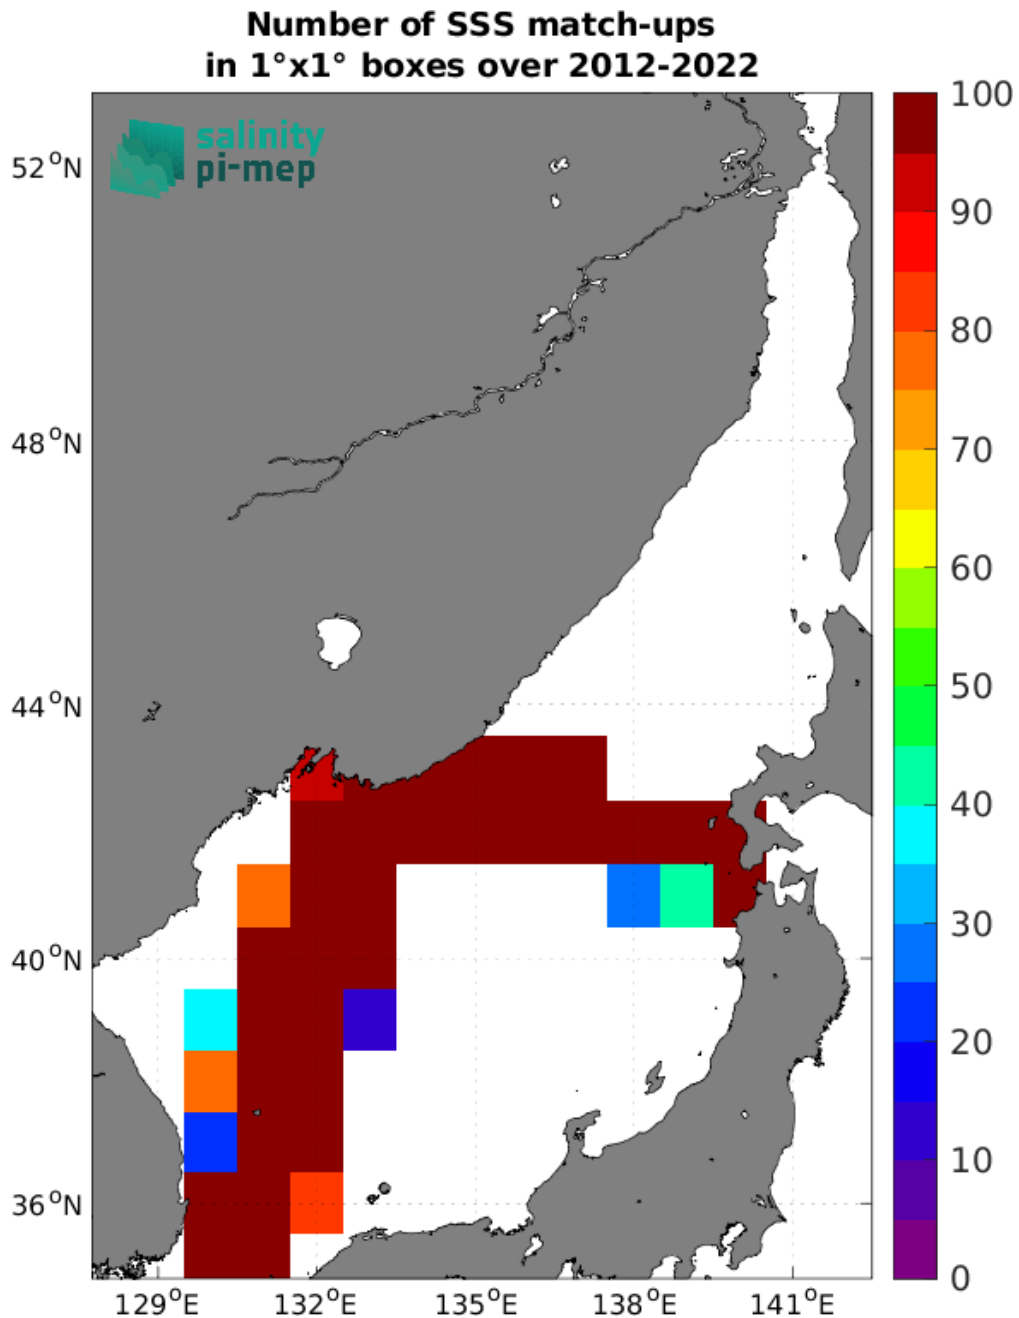 Number of SSS match-ups
in 1°x1° boxes over 2012-2022
salinity
pi-mep
52°N
48°N
44°N
40°N
36°N
129°E
132°E
135°E
138°E
141°E
100
90
80
70
60
50
40
30
20
10
0